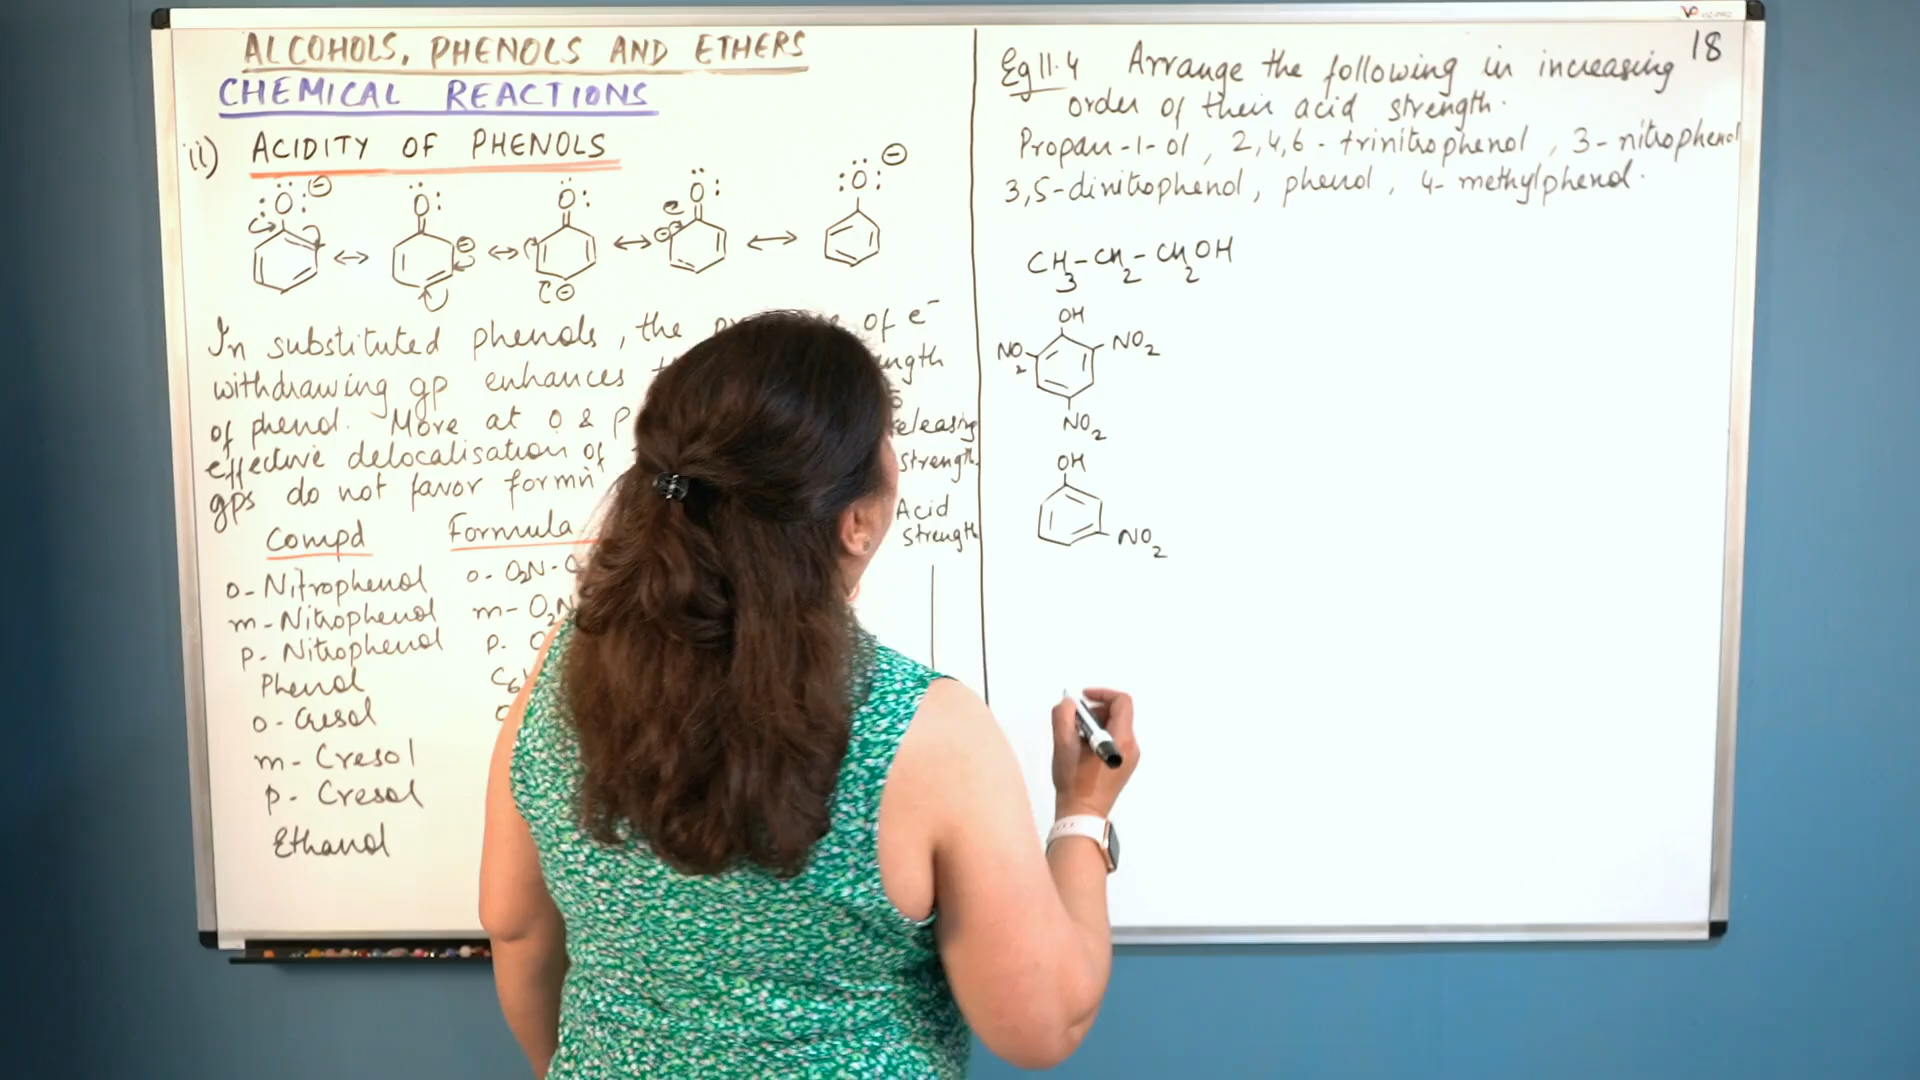 ALCOHOLS, PHENOLS AND ETHERS
CHEMICAL REACTIONS
ii) ACIDITY OF PHENOLS
:Ö: ⊖ ↔ Ö: ⊖ ↔ Ö: ⊖ ↔ Ö: ⊖ ↔ :Ö: ⊖
In substituted phenols, the of e⁻
withdrawing gp enhances
of phenol. More at o & p
effective delocalisation of releasing
gps do not favor formn strength
Compd Formula Acid
strength
o- Nitrophenol o- O₂N-
m- Nitrophenol m- O₂N
p- Nitrophenol p-
Phenol C₆
o- Cresol
m- Cresol
p- Cresol
Ethanol
18
Eg 11.4 Arrange the following in increasing
order of their acid strength.
Propan-1-ol, 2,4,6-trinitrophenol, 3-nitrophenol
3,5-dinitrophenol, phenol, 4-methylphenol.
CH₃-CH₂-CH₂OH
OH
NO₂ NO₂
NO₂
OH
NO₂